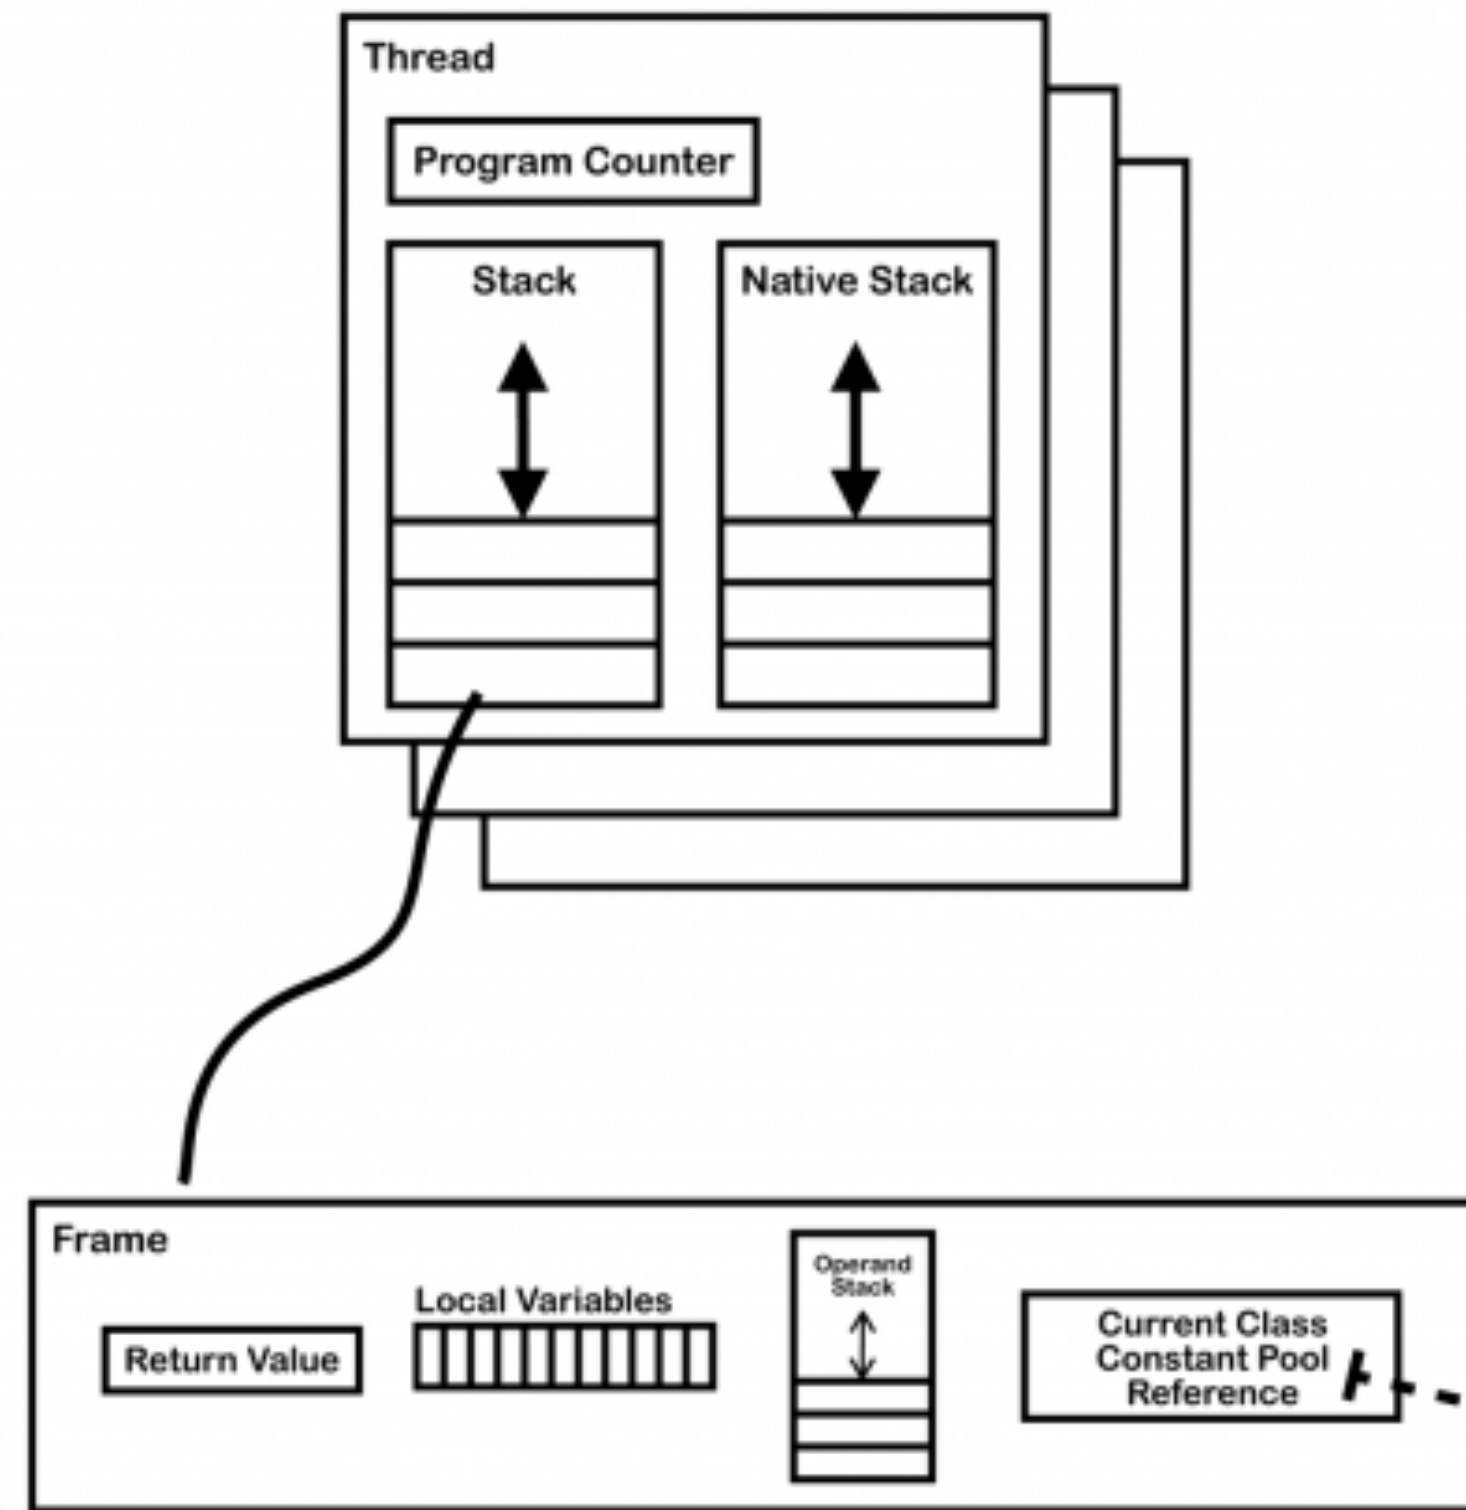 Thread
Program Counter
Stack
Native Stack
Frame
Return Value
Local Variables
Operand
Stack
Current Class
Constant Pool
Reference